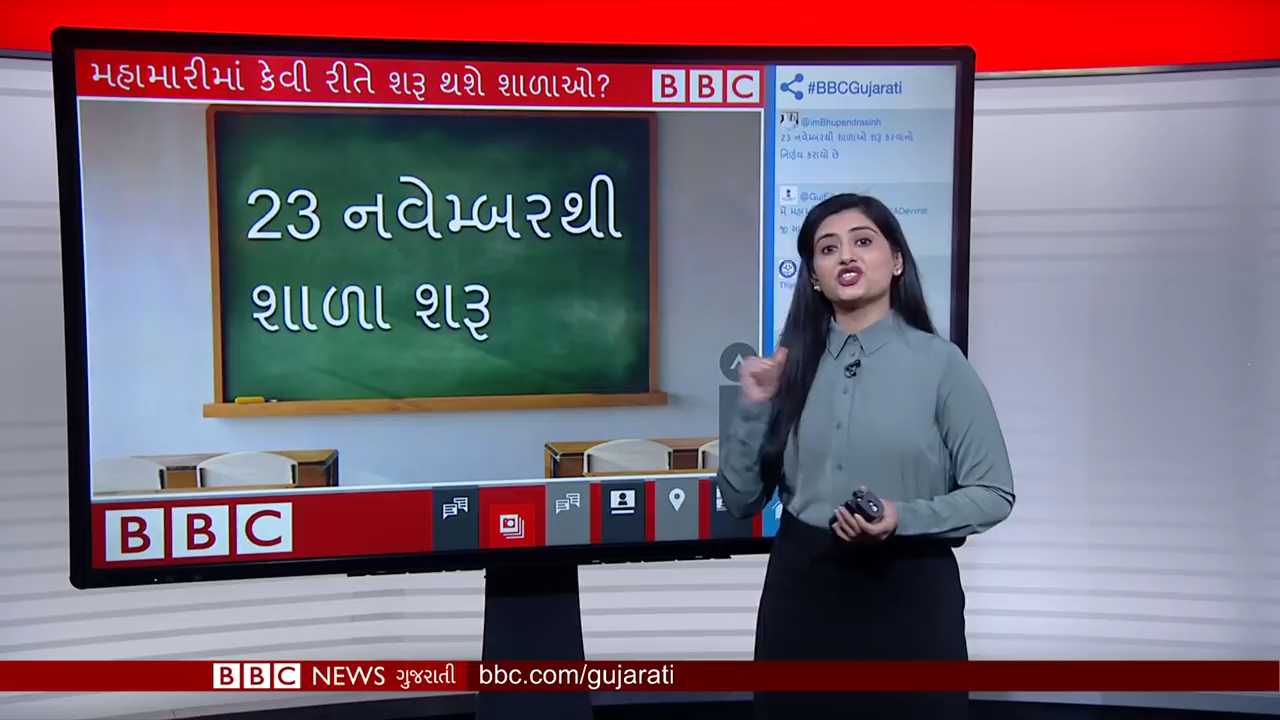 મહામારીમાં કેવી રીતે શરૂ થશે શાળાઓ?
BBC
#BBCGujarati
@imBhupendrasinh
23 નવેમ્બરથી શાળાઓ શરૂ કરવાનો
નિર્ણય કરાયો છે
23 નવેમ્બરથી
શાળા શરૂ
BBC
BBC NEWS ગુજરાતી bbc.com/gujarati